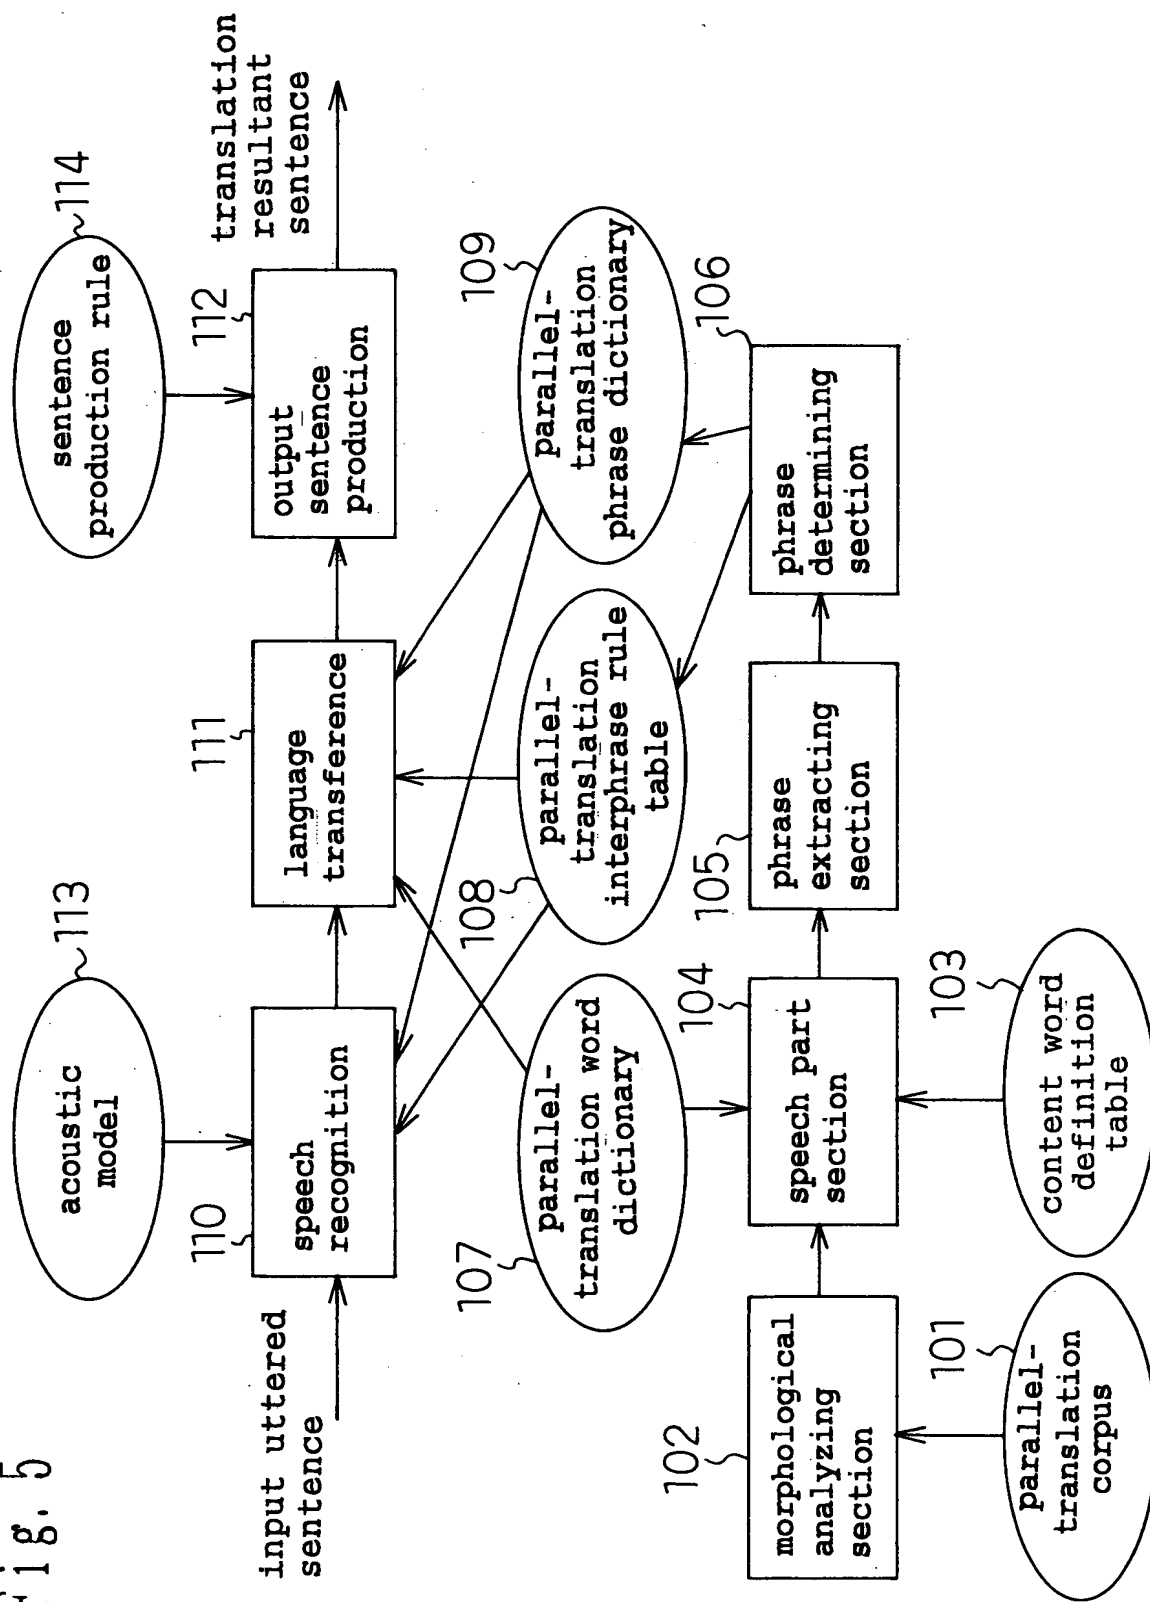 Fig. 5
acoustic
model
113
sentence
production rule
114
input uttered
sentence
110
speech
recognition
111
language
transference
112
output
sentence
production
translation
resultant
sentence
107
parallel-
translation word
dictionary
108
parallel-
translation
interphrase rule
table
109
parallel-
translation
phrase dictionary
102
morphological
analyzing
section
104
speech part
section
105
phrase
extracting
section
106
phrase
determining
section
101
parallel-
translation
corpus
103
content word
definition
table